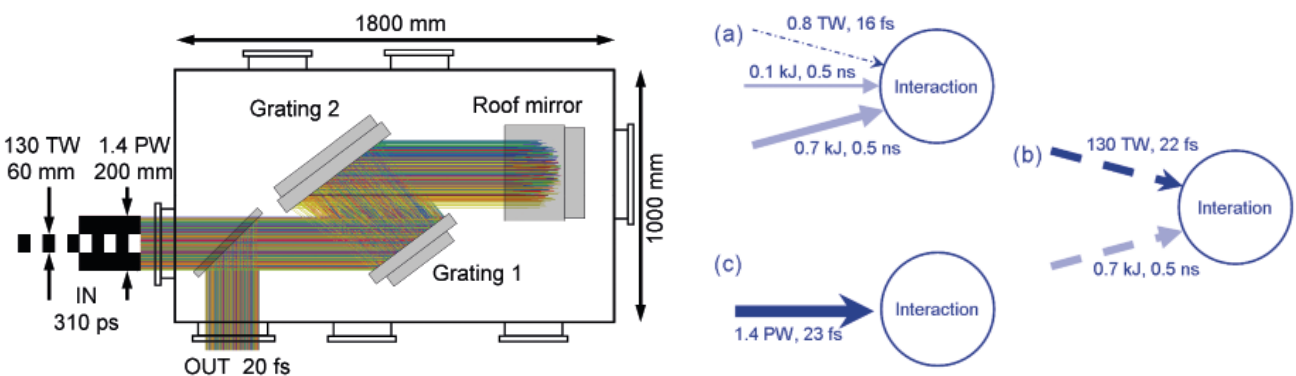 1800 mm
Grating 2
Roof mirror
130 TW
60 mm
1.4 PW
200 mm
1000 mm
Grating 1
IN
310 ps
OUT 20 fs
(a)
0.8 TW, 16 fs
0.1 kJ, 0.5 ns
0.7 kJ, 0.5 ns
Interaction
(b)
130 TW, 22 fs
0.7 kJ, 0.5 ns
Interation
(c)
1.4 PW, 23 fs
Interaction